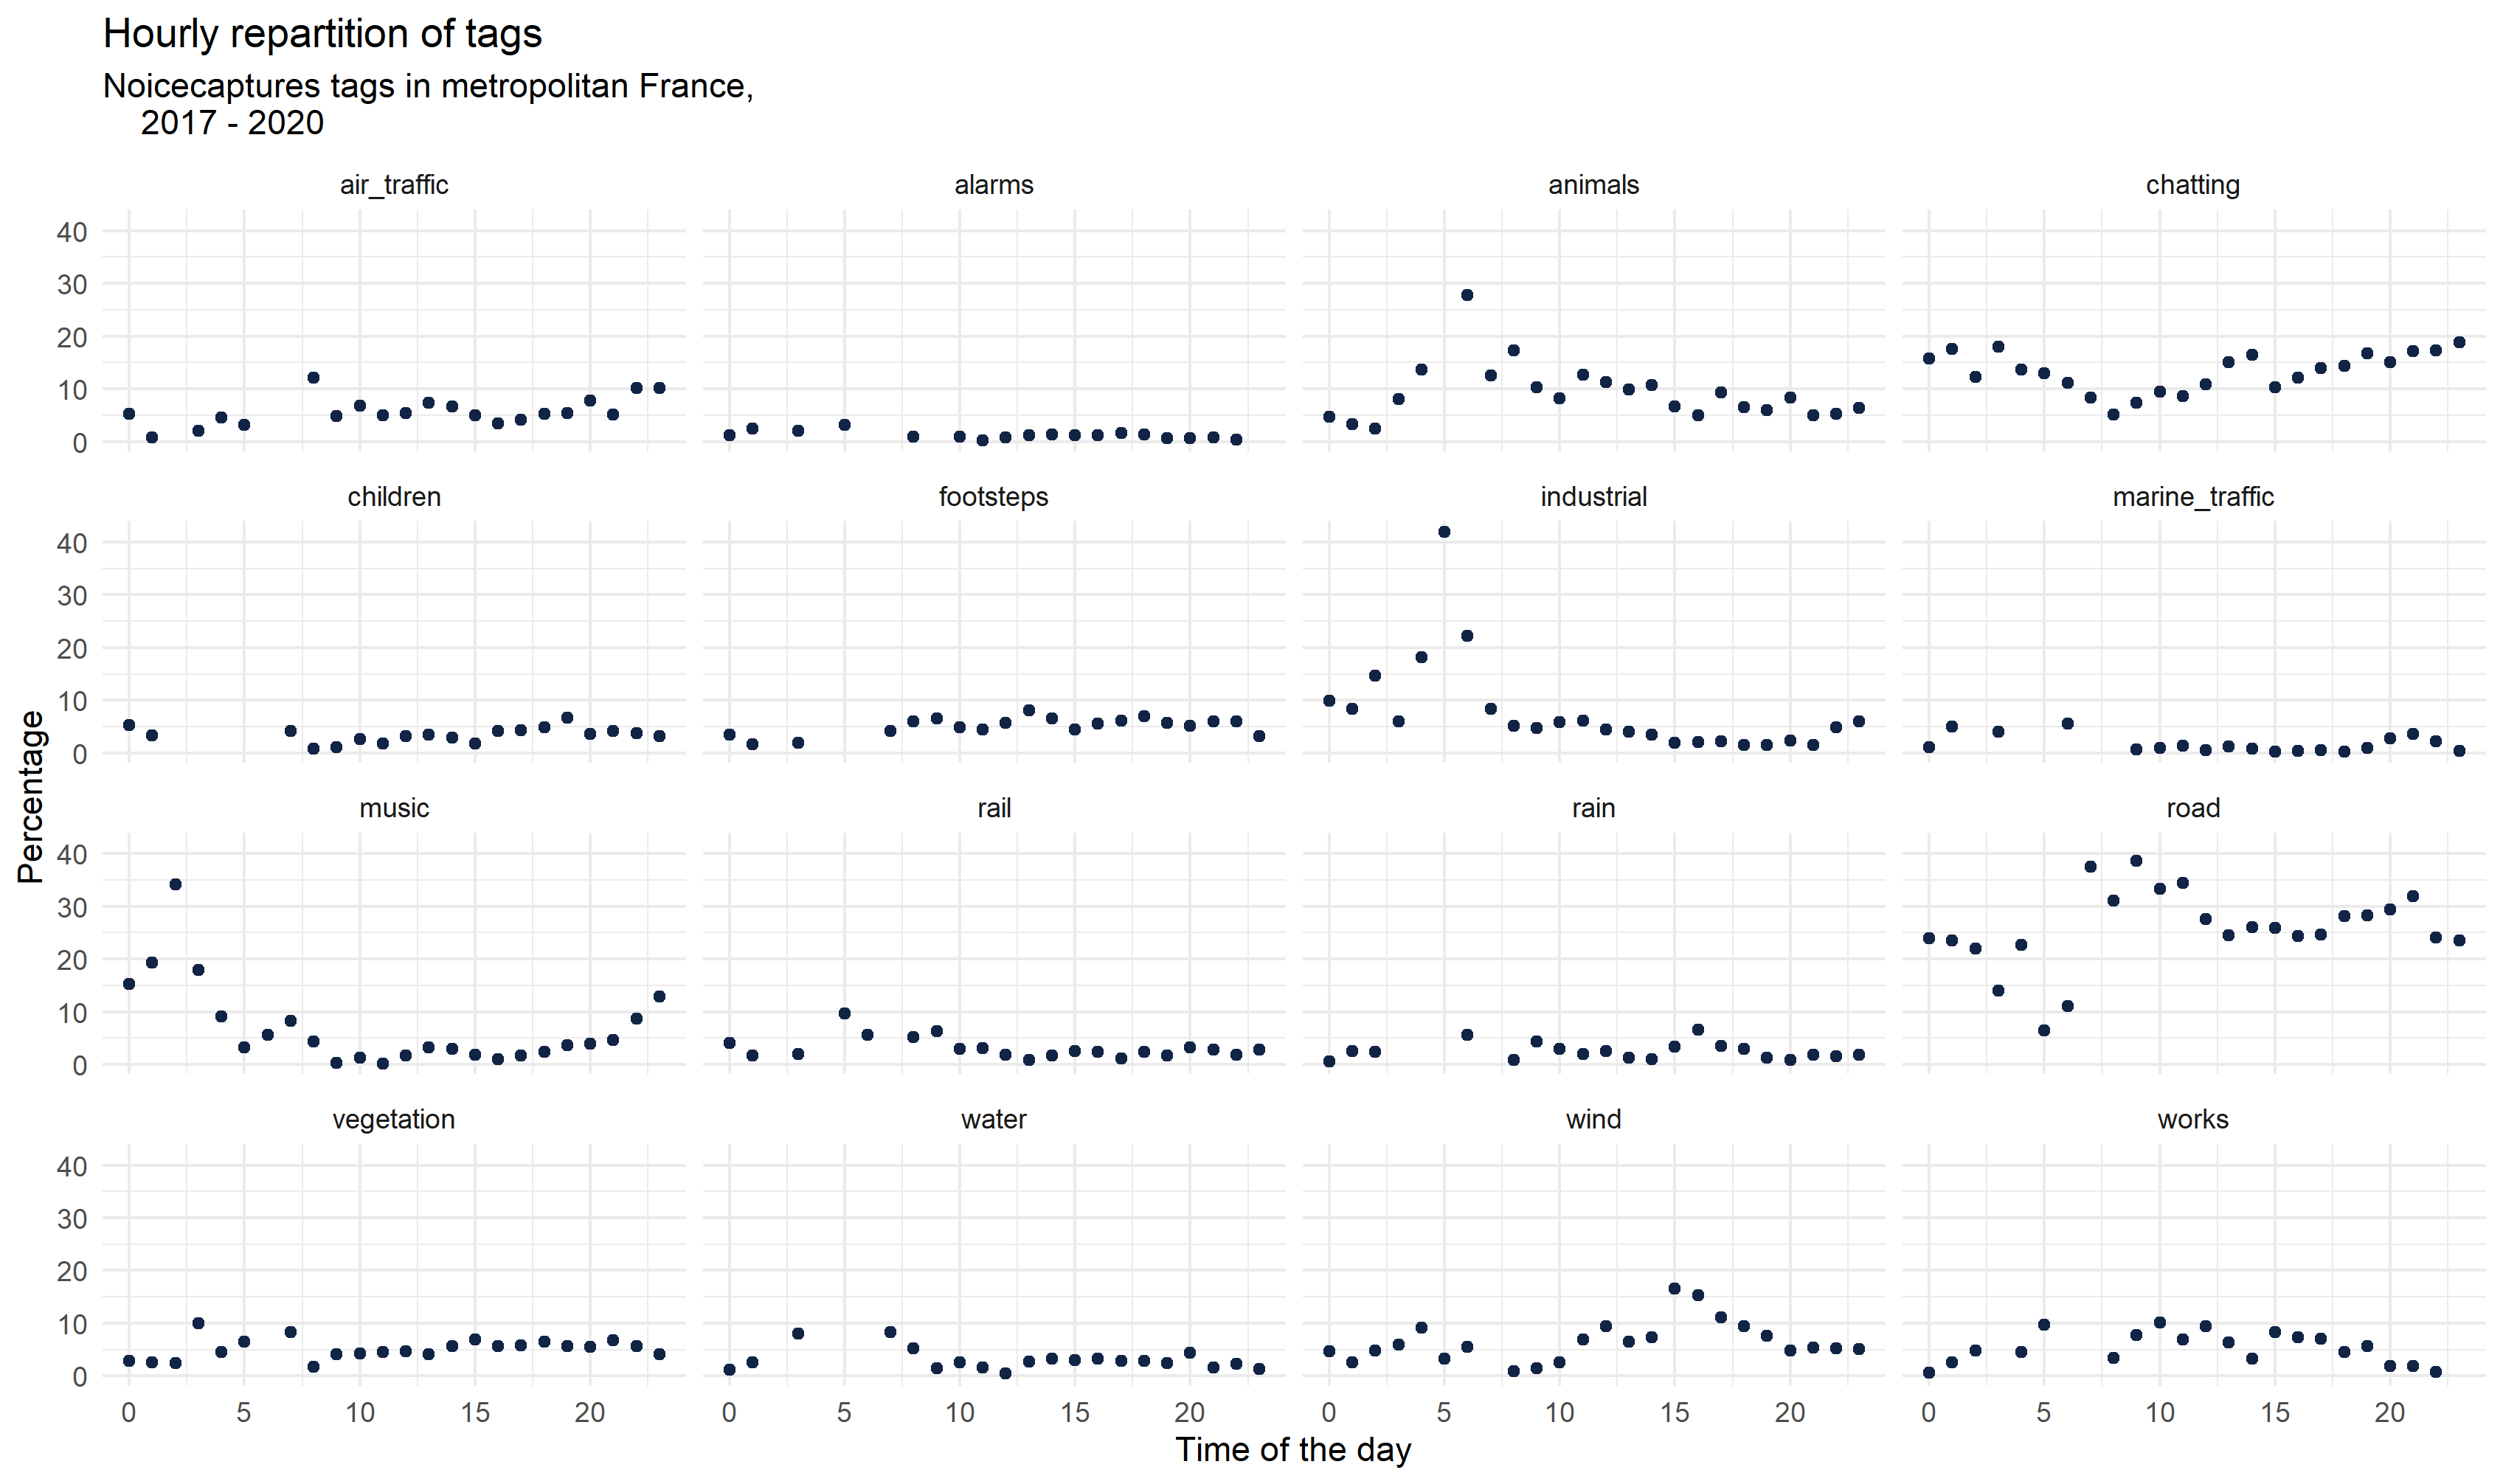 Hourly repartition of tags
Noicecaptures tags in metropolitan France,
2017 - 2020
air_traffic alarms animals chatting
40
30
20
10
0
children footsteps industrial marine_traffic
40
30
20
10
0
Percentage
music rail rain road
40
30
20
10
0
vegetation water wind works
40
30
20
10
0
0 5 10 15 20 0 5 10 15 20 0 5 10 15 20 0 5 10 15 20
Time of the day